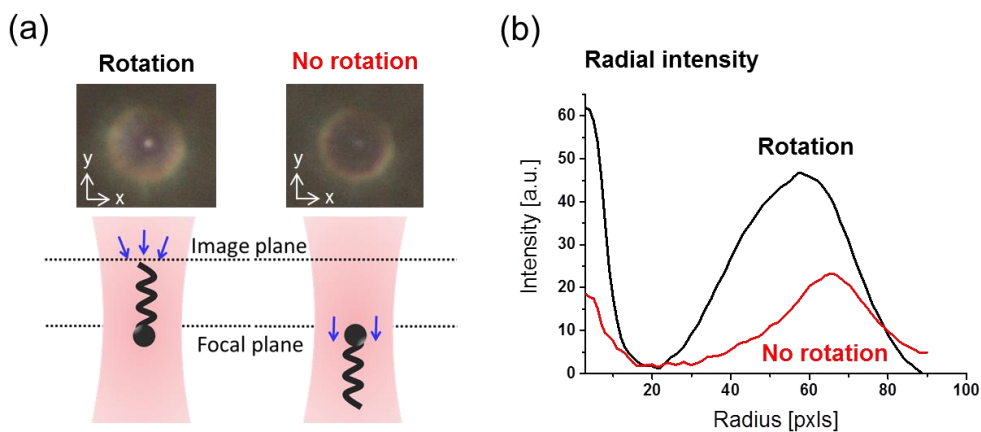 (a)
Rotation
No rotation
y
x
y
x
Image plane
Focal plane
(b)
Radial intensity
Rotation
No rotation
Intensity [a.u.]
60
50
40
30
20
10
0
20
40
60
80
100
Radius [pxls]